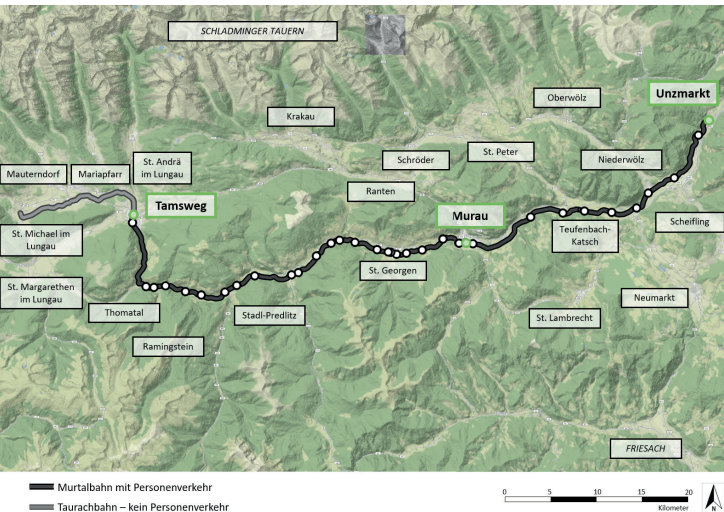 SCHLADMINGER TAUERN
Unzmarkt
Oberwölz
Krakau
St. Peter
Schröder
Niederwölz
Mauterndorf
Mariapfarr
St. Andrä
im Lungau
Ranten
Tamsweg
Murau
Scheifling
Teufenbach-
Katsch
St. Michael im
Lungau
St. Georgen
St. Margarethen
im Lungau
Neumarkt
Thomatal
Stadl-Predlitz
St. Lambrecht
Ramingstein
FRIESACH
Murtalbahn mit Personenverkehr
Taurachbahn – kein Personenverkehr
0 5 10 15 20
Kilometer
N